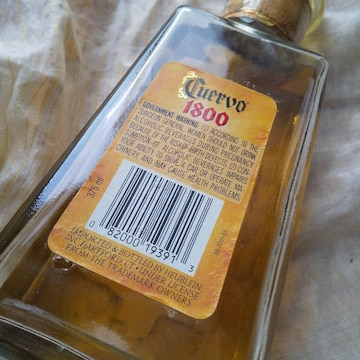 Cuervo
1800
GOVERNMENT WARNING: (1) ACCORDING TO THE
SURGEON GENERAL, WOMEN SHOULD NOT DRINK
ALCOHOLIC BEVERAGES DURING PREGNANCY
BECAUSE OF THE RISK OF BIRTH DEFECTS. (2) CON-
SUMPTION OF ALCOHOLIC BEVERAGES IMPAIRS
YOUR ABILITY TO DRIVE A CAR OR OPERATE MA-
CHINERY, AND MAY CAUSE HEALTH PROBLEMS.
375 ml
0 82000 19391 3
IMPORTED & BOTTLED BY HEUBLEIN
INC., HARTFORD, CT • UNDER LICENSE
FROM THE TRADEMARK OWNERS